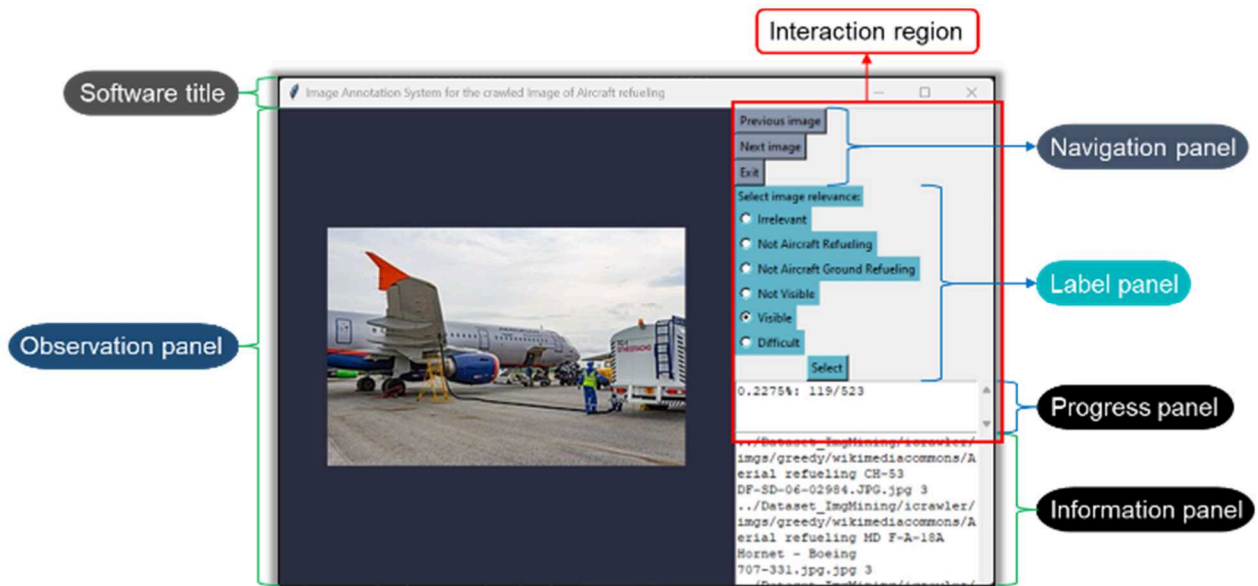 Interaction region
Software title
Image Annotation System for the crawled Image of Aircraft refueling
Previous image
Next image
Exit
Navigation panel
Select image relevance:
Irrelevant
Not Aircraft Refueling
Not Aircraft Ground Refueling
Not Visible
Visible
Difficult
Select
Label panel
Observation panel
0.2275%: 119/523
Progress panel
../Dataset_ImgMining/icrawler/
imgs/greedy/wikimediacommons/A
erial refueling CH-53
DF-SD-06-02984.JPG.jpg 3
../Dataset_ImgMining/icrawler/
imgs/greedy/wikimediacommons/A
erial refueling MD F-A-18A
Hornet - Boeing
707-331.jpg.jpg 3
../Dataset_ImgMining/icrawler/
Information panel